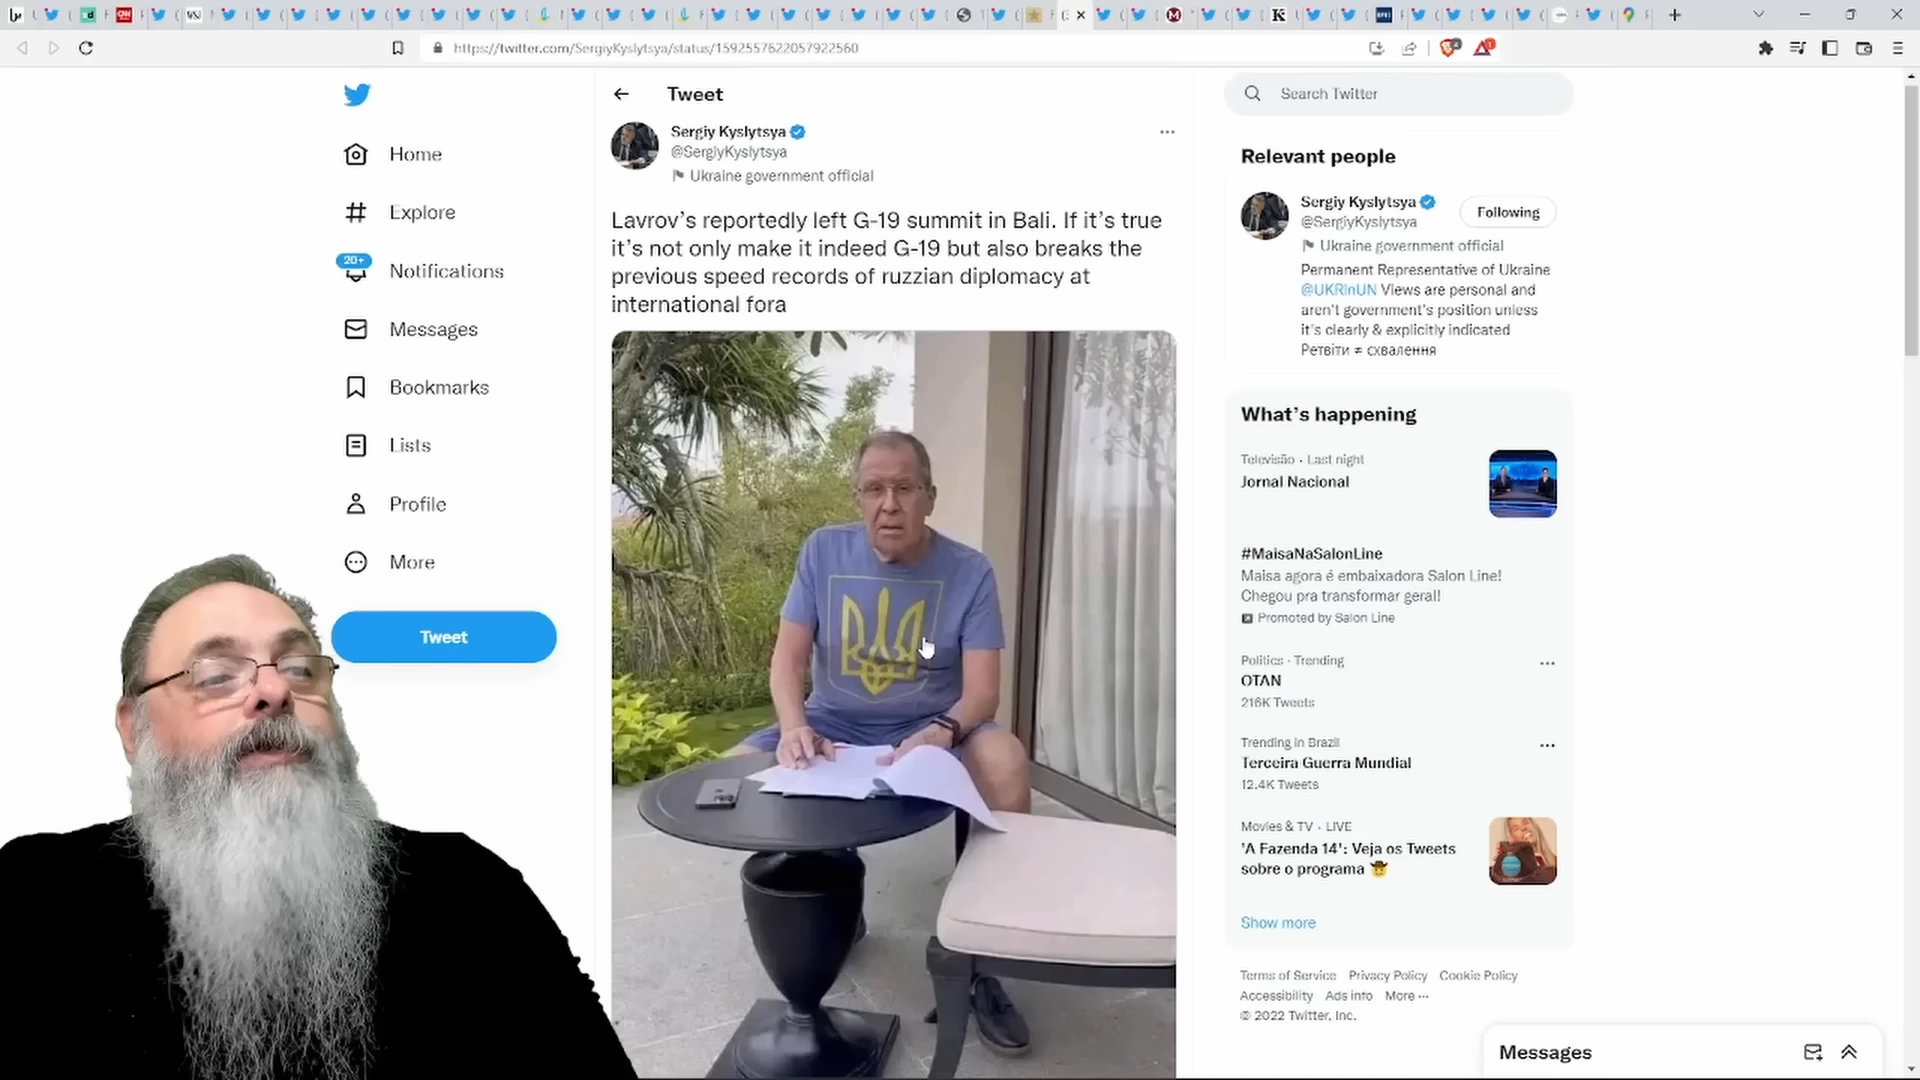 https://twitter.com/SergiyKyslytsya/status/1592557622057922560
Home
Explore
20+
Notifications
Messages
Bookmarks
Lists
Profile
More
Tweet
Tweet
Sergiy Kyslytsya
@SergiyKyslytsya
Ukraine government official
Lavrov’s reportedly left G-19 summit in Bali. If it’s true
it’s not only make it indeed G-19 but also breaks the
previous speed records of ruzzian diplomacy at
international fora
Search Twitter
Relevant people
Sergiy Kyslytsya
Following
@SergiyKyslytsya
Ukraine government official
Permanent Representative of Ukraine
@UKRinUN Views are personal and
aren't government's position unless
it's clearly & explicitly indicated
Ретвіти ≠ схвалення
What’s happening
Televisão · Last night
Jornal Nacional
#MaisaNaSalonLine
Maisa agora é embaixadora Salon Line!
Chegou pra transformar geral!
Promoted by Salon Line
Politics · Trending
OTAN
216K Tweets
Trending in Brazil
Terceira Guerra Mundial
12.4K Tweets
Movies & TV · LIVE
'A Fazenda 14': Veja os Tweets
sobre o programa 🤠
Show more
Terms of Service Privacy Policy Cookie Policy
Accessibility Ads info More ···
© 2022 Twitter, Inc.
Messages